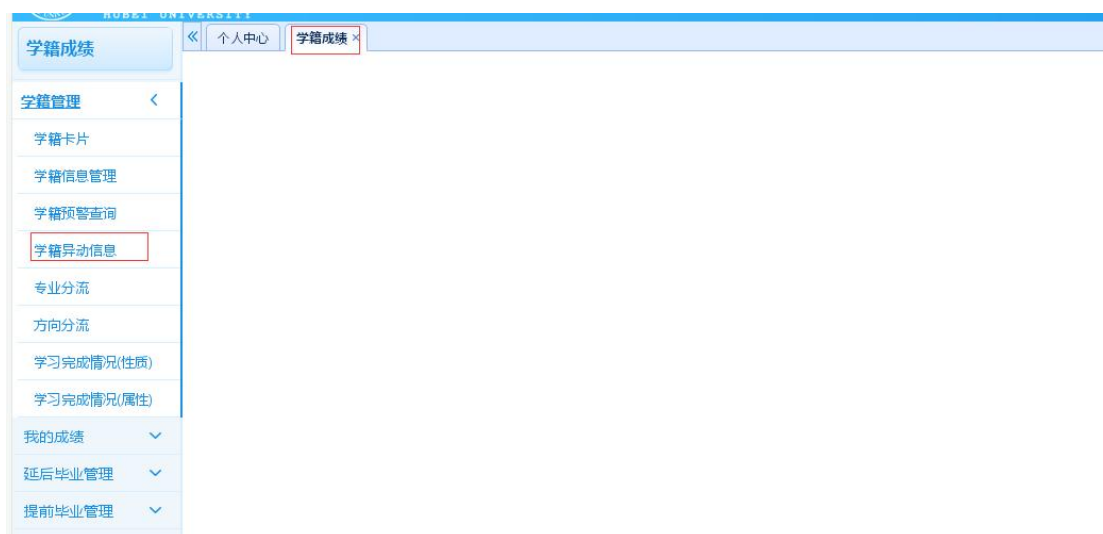 HUBEI UNIVERSITY
学籍成绩
个人中心
学籍成绩
学籍管理
学籍卡片
学籍信息管理
学籍预警查询
学籍异动信息
专业分流
方向分流
学习完成情况(性质)
学习完成情况(属性)
我的成绩
延后毕业管理
提前毕业管理